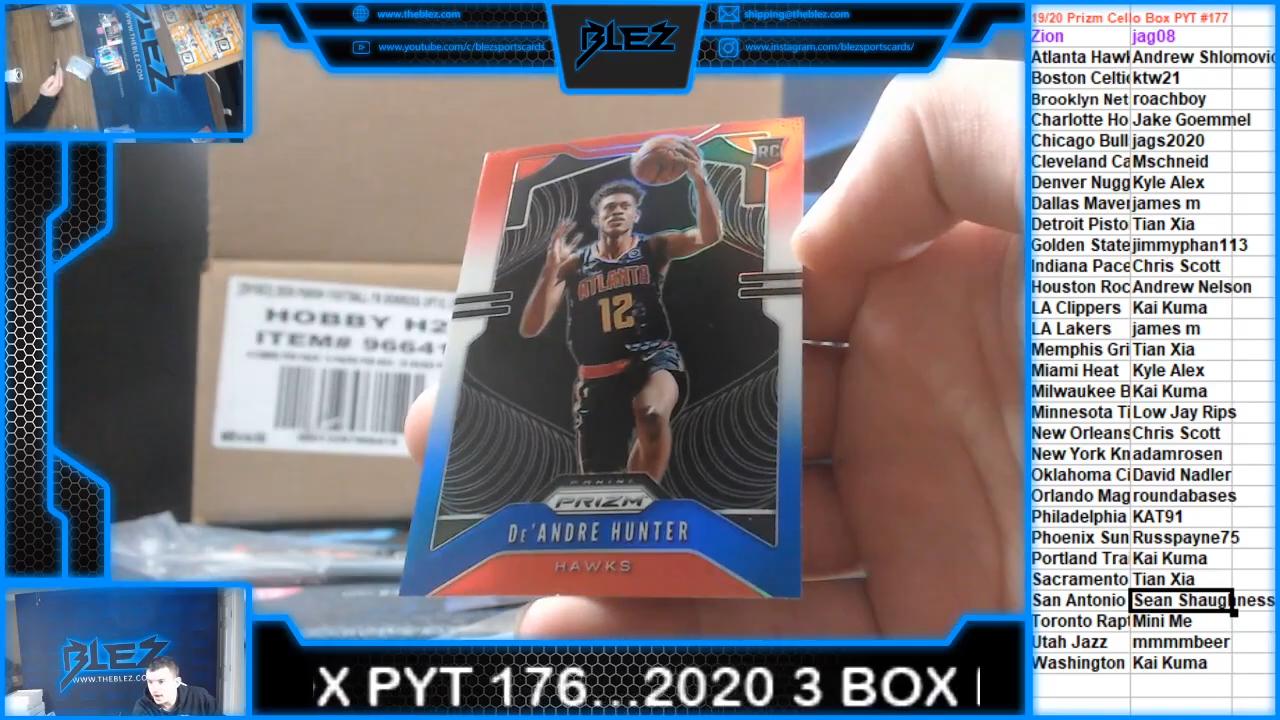 www.theblez.com
shipping@theblez.com
www.youtube.com/c/blezsportscards
www.instagram.com/blezsportscards/
BLEZ
BLEZ
WWW.THEBLEZ.COM
RC
ATLANTA
12
PANINI
PRIZM
DE'ANDRE HUNTER
HAWKS
HOBBY H2
ITEM# 96641
X PYT 176...2020 3 BOX
19/20 Prizm Cello Box PYT #177
Zion jag08
Atlanta Hawk Andrew Shlomovic
Boston Celtic ktw21
Brooklyn Net roachboy
Charlotte Ho Jake Goemmel
Chicago Bull jags2020
Cleveland Ca Mschneid
Denver Nugg Kyle Alex
Dallas Maver james m
Detroit Pisto Tian Xia
Golden State jimmyphan113
Indiana Pace Chris Scott
Houston Roc Andrew Nelson
LA Clippers Kai Kuma
LA Lakers james m
Memphis Gri Tian Xia
Miami Heat Kyle Alex
Milwaukee B Kai Kuma
Minnesota Ti Low Jay Rips
New Orleans Chris Scott
New York Kn adamrosen
Oklahoma Ci David Nadler
Orlando Mag roundabases
Philadelphia KAT91
Phoenix Sun Russpayne75
Portland Tra Kai Kuma
Sacramento Tian Xia
San Antonio Sean Shaughness
Toronto Rapt Mini Me
Utah Jazz mmmmbeer
Washington Kai Kuma